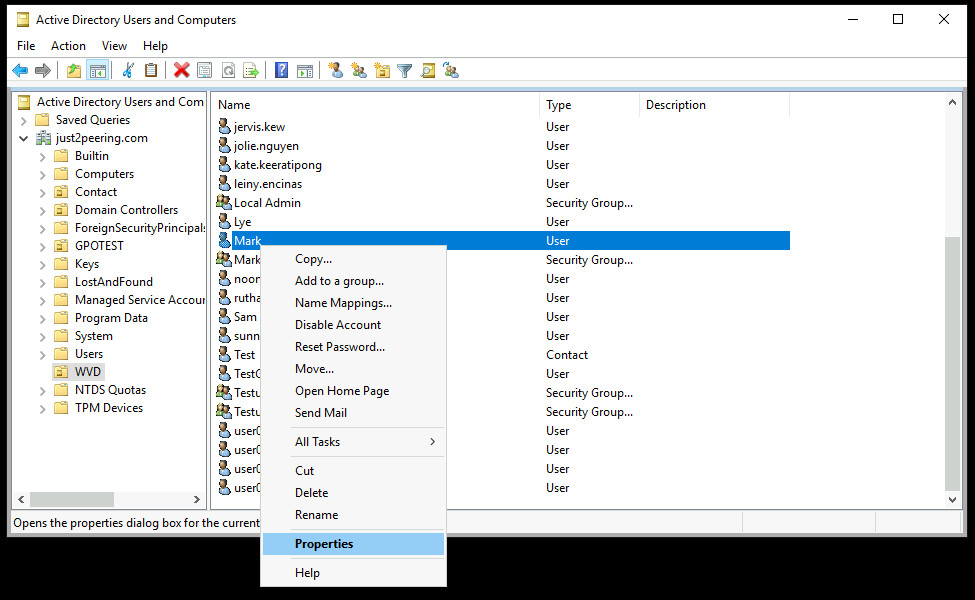 Active Directory Users and Computers
File Action View Help
Active Directory Users and Com
Saved Queries
just2peering.com
Builtin
Computers
Contact
Domain Controllers
ForeignSecurityPrincipals
GPOTEST
Keys
LostAndFound
Managed Service Accour
Program Data
System
Users
WVD
NTDS Quotas
TPM Devices
Name Type Description
jervis.kew User
jolie.nguyen User
kate.keeratipong User
leiny.encinas User
Local Admin Security Group...
Lye User
Mark User
Mark Security Group...
noor User
rutha User
Sam User
sunn User
Test Contact
TestG User
Testu Security Group...
Testu Security Group...
user0 User
user0 User
user0 User
user0 User
Copy...
Add to a group...
Name Mappings...
Disable Account
Reset Password...
Move...
Open Home Page
Send Mail
All Tasks
Cut
Delete
Rename
Properties
Help
Opens the properties dialog box for the current